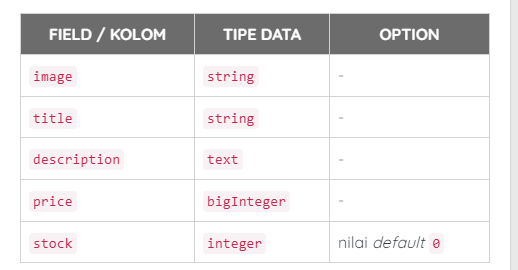 FIELD / KOLOM TIPE DATA OPTION
image string -
title string -
description text -
price bigInteger -
stock integer nilai default 0